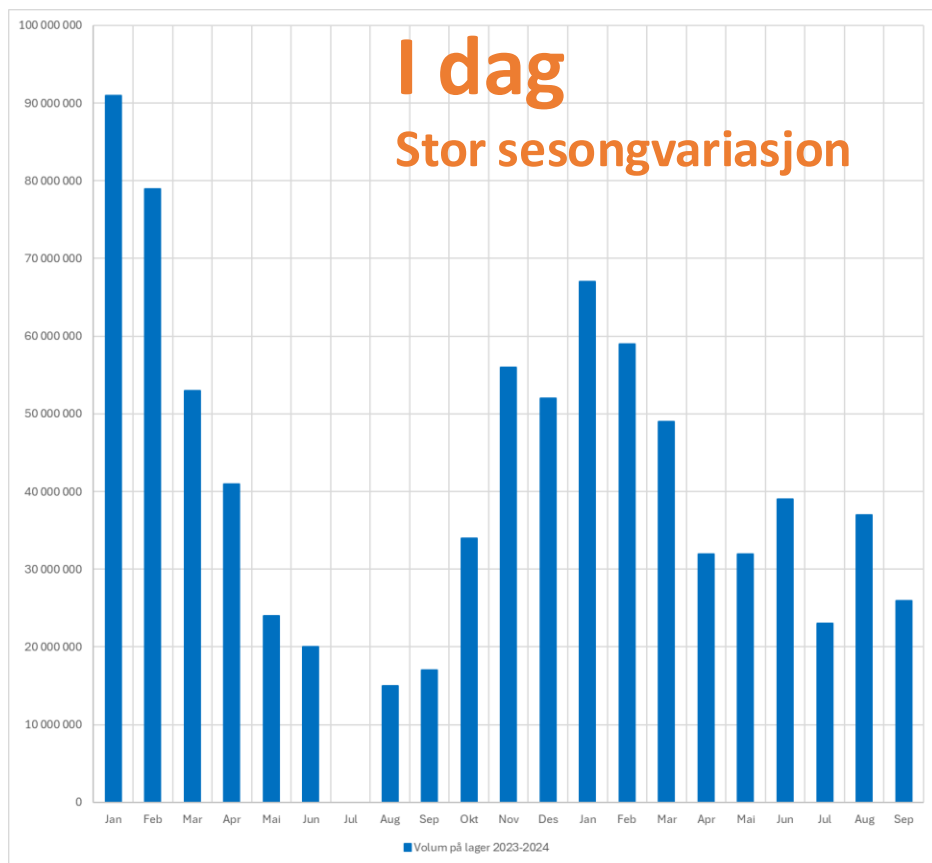 I dag
Stor sesongvariasjon
100 000 000
90 000 000
80 000 000
70 000 000
60 000 000
50 000 000
40 000 000
30 000 000
20 000 000
10 000 000
0
Jan Feb Mar Apr Mai Jun Jul Aug Sep Okt Nov Des Jan Feb Mar Apr Mai Jun Jul Aug Sep
Volum på lager 2023-2024